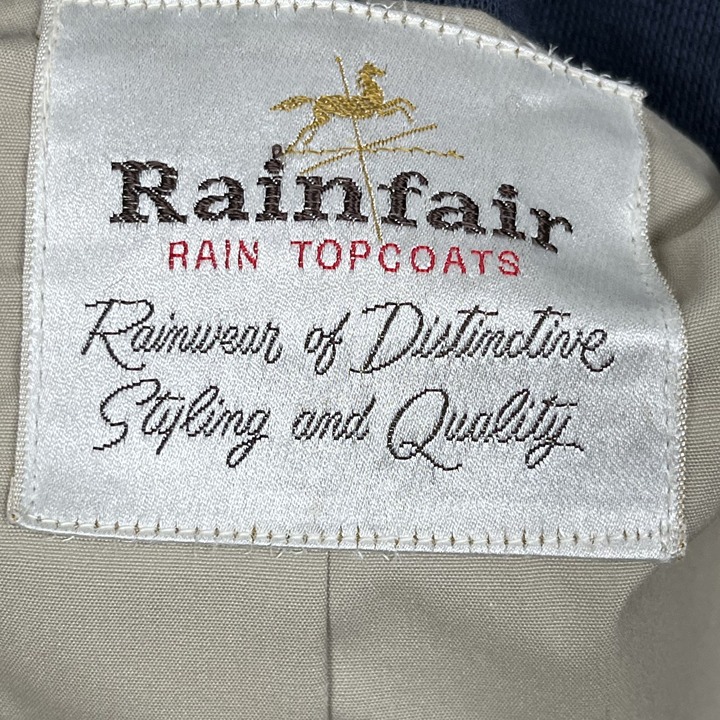 Rainfair
RAIN TOPCOATS
Rainwear of Distinctive
Styling and Quality